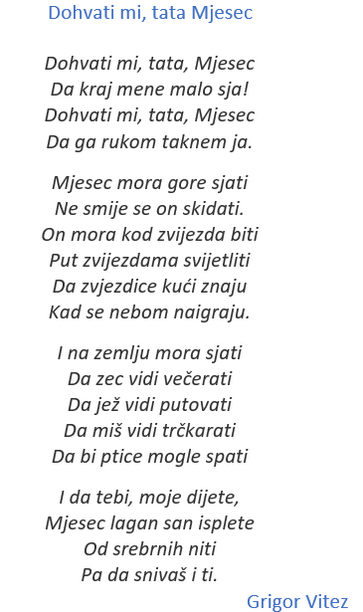 Dohvati mi, tata Mjesec
Dohvati mi, tata, Mjesec
Da kraj mene malo sja!
Dohvati mi, tata, Mjesec
Da ga rukom taknem ja.
Mjesec mora gore sjati
Ne smije se on skidati.
On mora kod zvijezda biti
Put zvijezdama svijetliti
Da zvjezdice kući znaju
Kad se nebom naigraju.
I na zemlju mora sjati
Da zec vidi večerati
Da jež vidi putovati
Da miš vidi trčkarati
Da bi ptice mogle spati
I da tebi, moje dijete,
Mjesec lagan san isplete
Od srebrnih niti
Pa da snivaš i ti.
Grigor Vitez